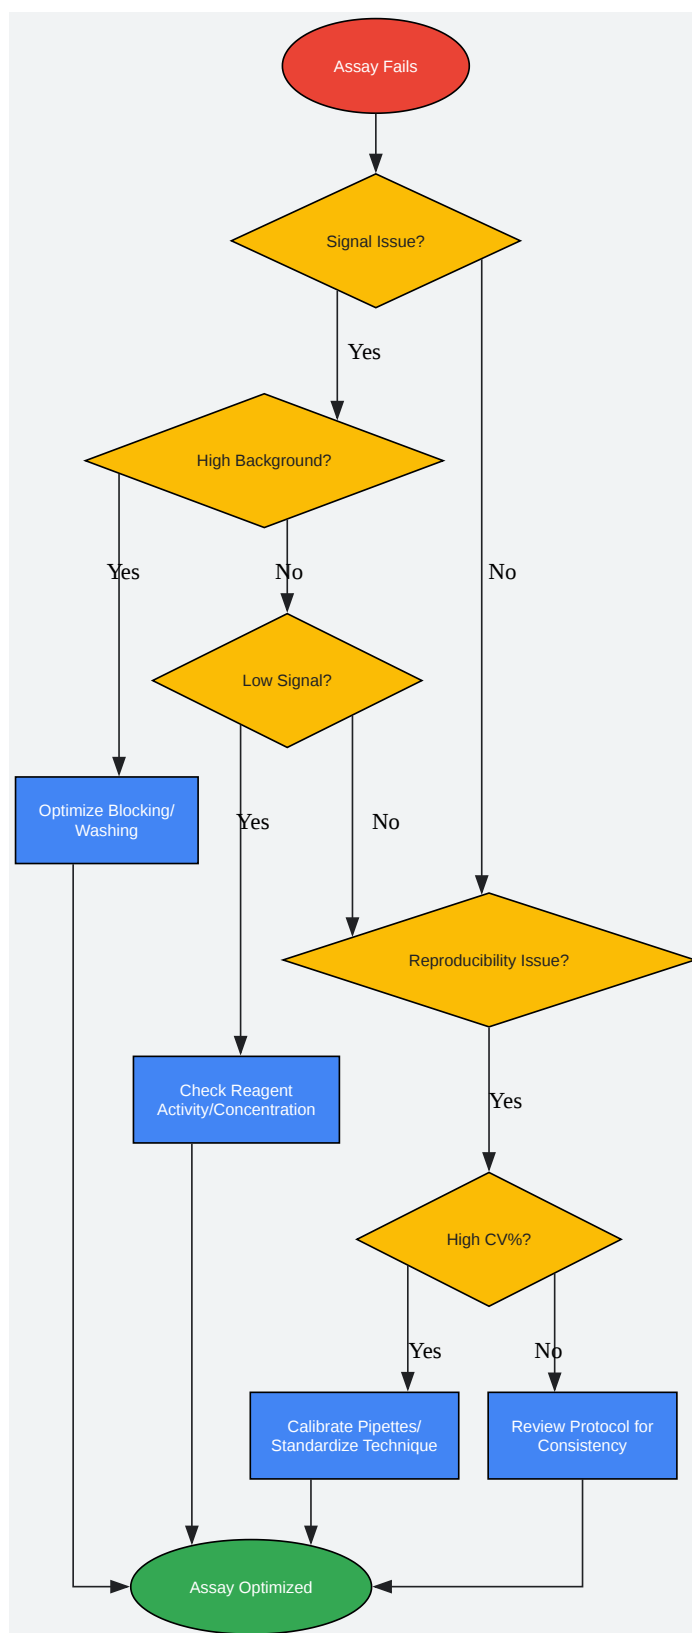 Assay Fails
Signal Issue?
Yes
High Background?
Yes
No
No
Low Signal?
Optimize Blocking/
Washing
Yes
No
Reproducibility Issue?
Check Reagent
Activity/Concentration
Yes
High CV%?
Yes
No
Calibrate Pipettes/
Standardize Technique
Review Protocol for
Consistency
Assay Optimized